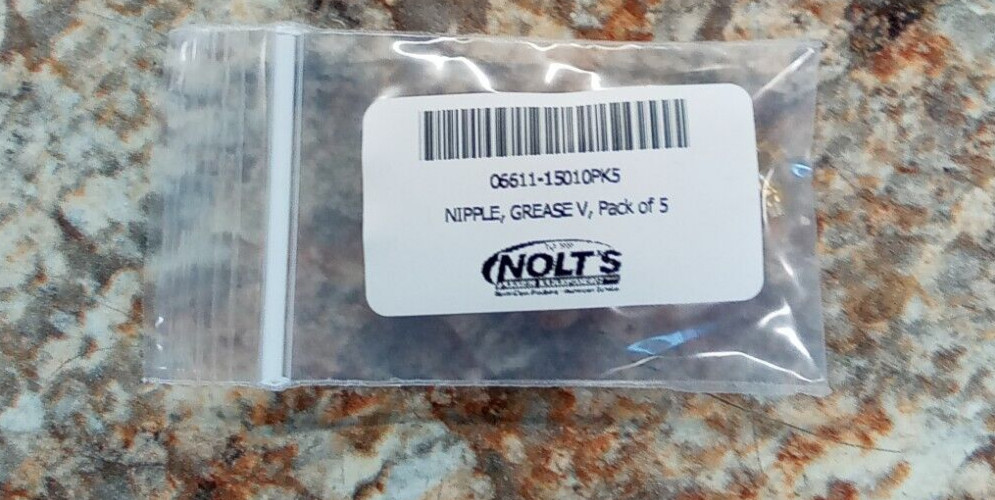 06611-15010PK5
NIPPLE, GREASE V, Pack of 5
NOLT'S